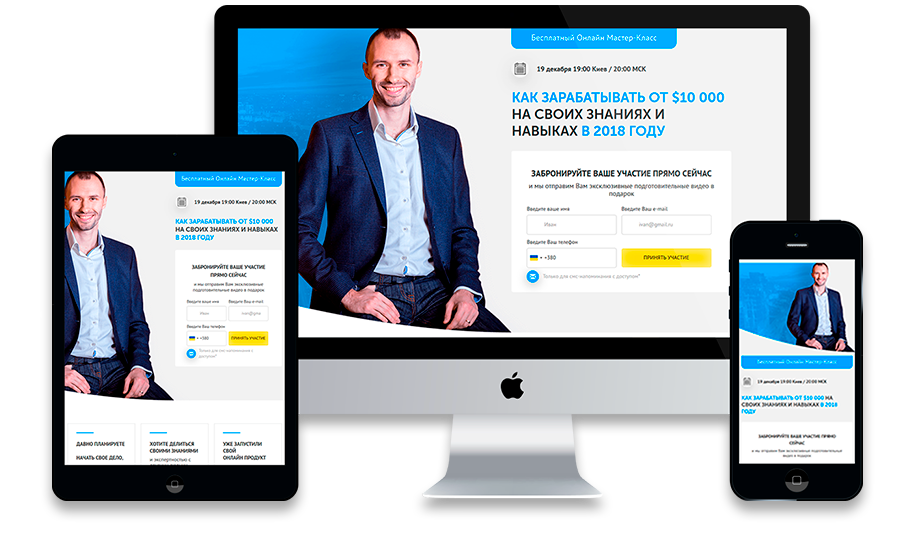 Бесплатный Онлайн Мастер-Класс
19 декабря 19:00 Киев / 20:00 МСК
КАК ЗАРАБАТЫВАТЬ ОТ $10 000
НА СВОИХ ЗНАНИЯХ И
НАВЫКАХ В 2018 ГОДУ
ЗАБРОНИРУЙТЕ ВАШЕ УЧАСТИЕ ПРЯМО СЕЙЧАС
и мы отправим Вам эксклюзивные подготовительные видео в
подарок
Введите ваше имя Введите Ваш e-mail
Иван ivan@gmail.ru
Введите Ваш телефон
+380 ПРИНЯТЬ УЧАСТИЕ
Только для смс-напоминания с доступом*
Бесплатный Онлайн Мастер-Класс
19 декабря 19:00 Киев / 20:00 МСК
КАК ЗАРАБАТЫВАТЬ ОТ $10 000
НА СВОИХ ЗНАНИЯХ И НАВЫКАХ
В 2018 ГОДУ
ЗАБРОНИРУЙТЕ ВАШЕ УЧАСТИЕ
ПРЯМО СЕЙЧАС
и мы отправим Вам эксклюзивные
подготовительные видео в подарок
Введите ваше имя Введите Ваш e-mail
Иван ivan@gma
Введите Ваш телефон
+380 ПРИНЯТЬ УЧАСТИЕ
Только для смс-напоминания с
доступом*
ДАВНО ПЛАНИРУЕТЕ
НАЧАТЬ СВОЕ ДЕЛО,
ХОТИТЕ ДЕЛИТЬСЯ
СВОИМИ ЗНАНИЯМИ
и экспертностью с
УЖЕ ЗАПУСТИЛИ
СВОЙ
ОНЛАЙН ПРОДУКТ
Бесплатный Онлайн Мастер-Класс
19 декабря 19:00 Киев / 20:00 МСК
КАК ЗАРАБАТЫВАТЬ ОТ $10 000 НА
СВОИХ ЗНАНИЯХ И НАВЫКАХ В 2018
ГОДУ
ЗАБРОНИРУЙТЕ ВАШЕ УЧАСТИЕ ПРЯМО
СЕЙЧАС
и мы отправим Вам эксклюзивные подготовительные
видео в подарок